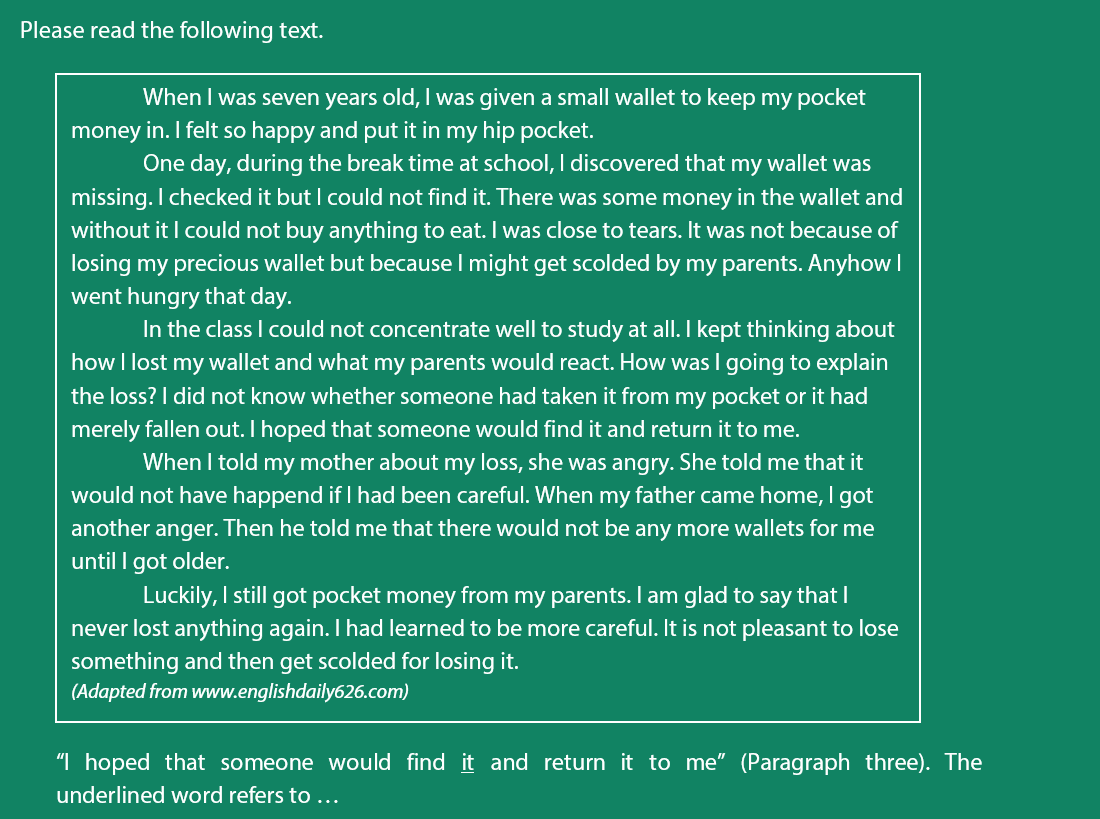 Please read the following text.
When I was seven years old, I was given a small wallet to keep my pocket
money in. I felt so happy and put it in my hip pocket.
One day, during the break time at school, I discovered that my wallet was
missing. I checked it but I could not find it. There was some money in the wallet and
without it I could not buy anything to eat. I was close to tears. It was not because of
losing my precious wallet but because I might get scolded by my parents. Anyhow I
went hungry that day.
In the class I could not concentrate well to study at all. I kept thinking about
how I lost my wallet and what my parents would react. How was I going to explain
the loss? I did not know whether someone had taken it from my pocket or it had
merely fallen out. I hoped that someone would find it and return it to me.
When I told my mother about my loss, she was angry. She told me that it
would not have happend if I had been careful. When my father came home, I got
another anger. Then he told me that there would not be any more wallets for me
until I got older.
Luckily, I still got pocket money from my parents. I am glad to say that I
never lost anything again. I had learned to be more careful. It is not pleasant to lose
something and then get scolded for losing it.
(Adapted from www.englishdaily626.com)
“I hoped that someone would find it and return it to me” (Paragraph three). The
underlined word refers to …